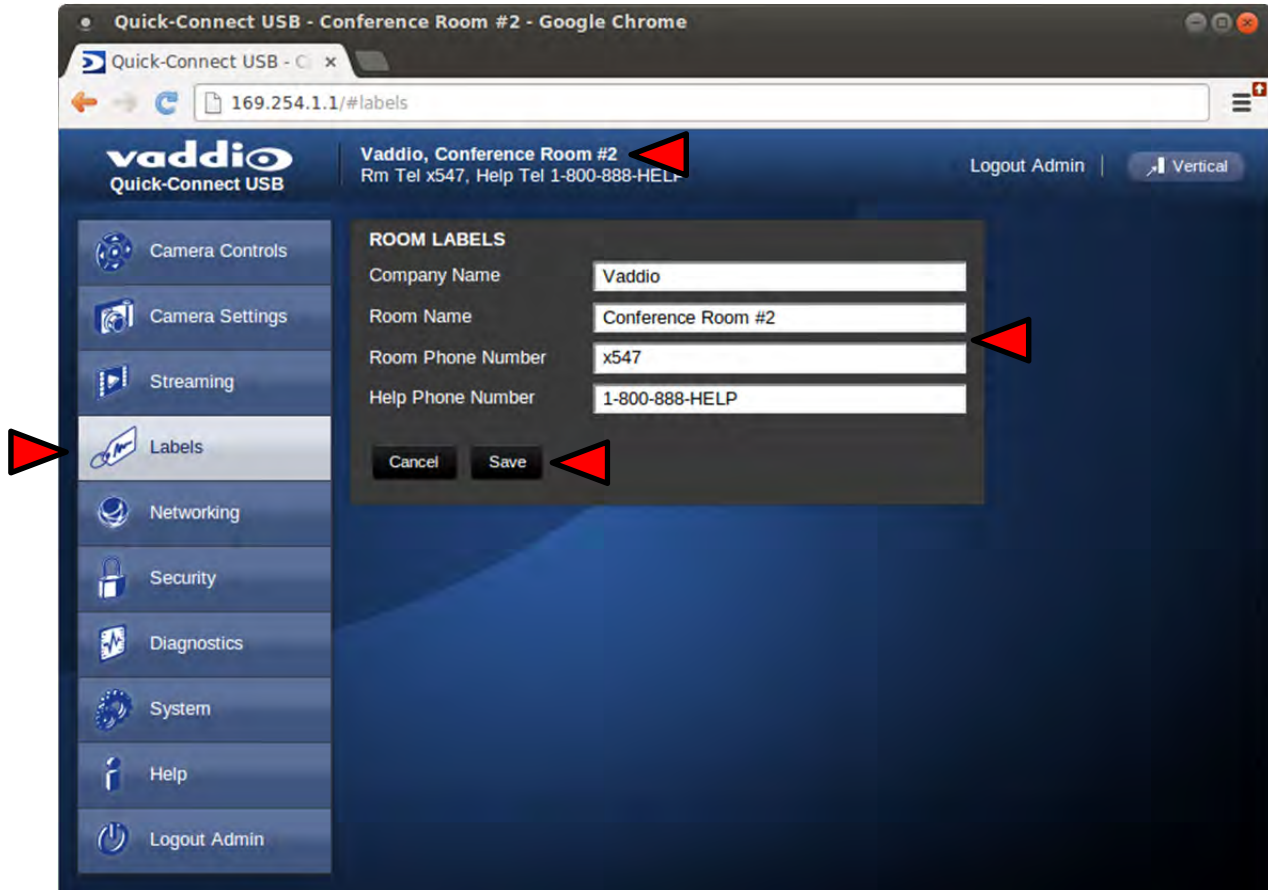 Quick-Connect USB - Conference Room #2 - Google Chrome
Quick-Connect USB - C
169.254.1.1/#labels
vaddio
Quick-Connect USB
Vaddio, Conference Room #2
Rm Tel x547, Help Tel 1-800-888-HELP
Logout Admin
Vertical
Camera Controls
Camera Settings
Streaming
Labels
Networking
Security
Diagnostics
System
Help
Logout Admin
ROOM LABELS
Company Name Vaddio
Room Name Conference Room #2
Room Phone Number x547
Help Phone Number 1-800-888-HELP
Cancel Save